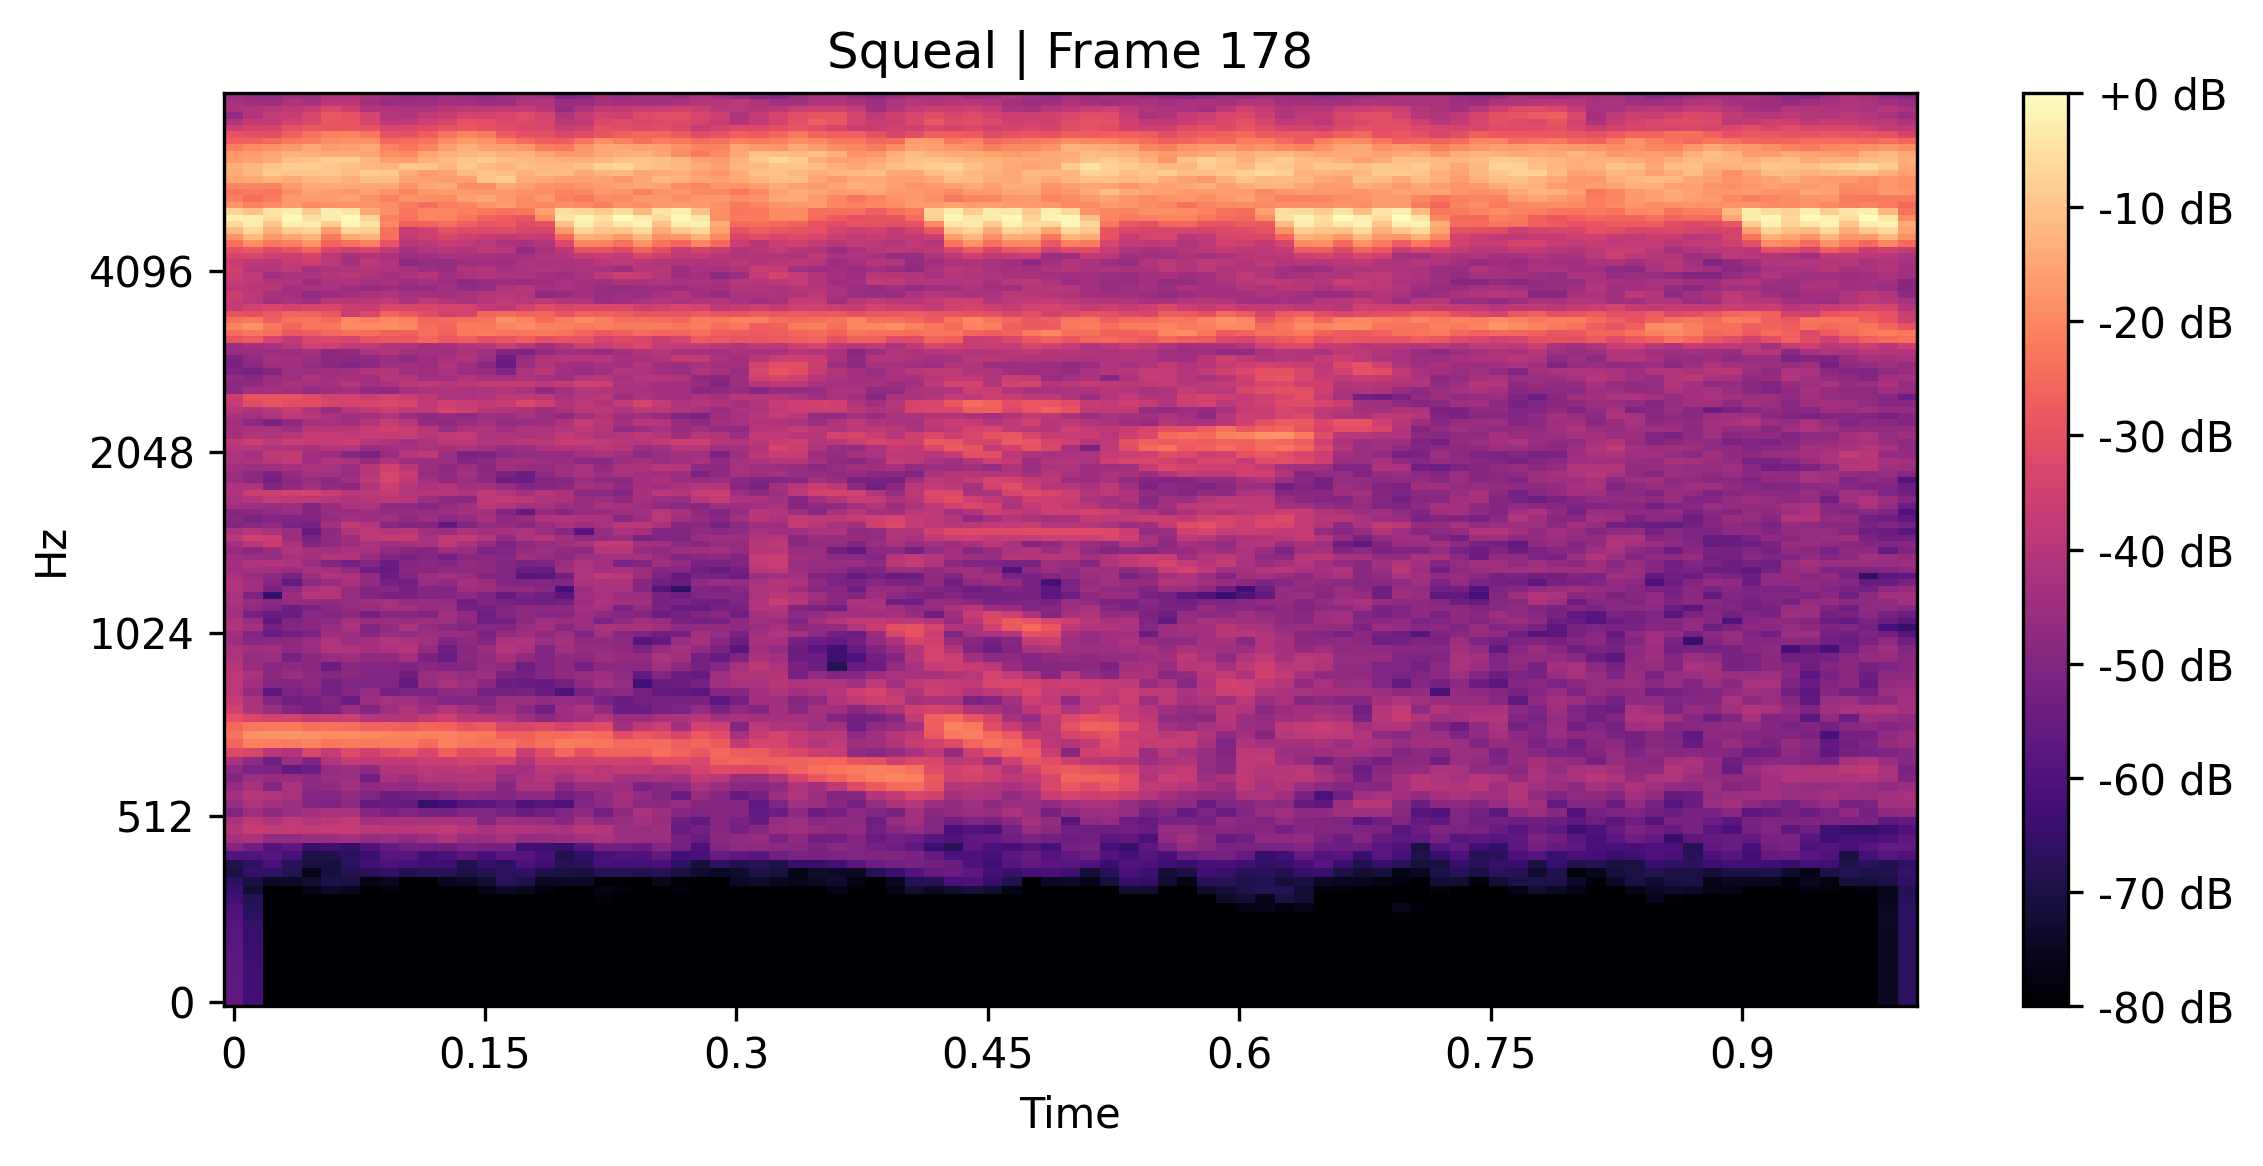 Squeal | Frame 178
Hz
4096
2048
1024
512
0
0 0.15 0.3 0.45 0.6 0.75 0.9
Time
+0 dB
-10 dB
-20 dB
-30 dB
-40 dB
-50 dB
-60 dB
-70 dB
-80 dB